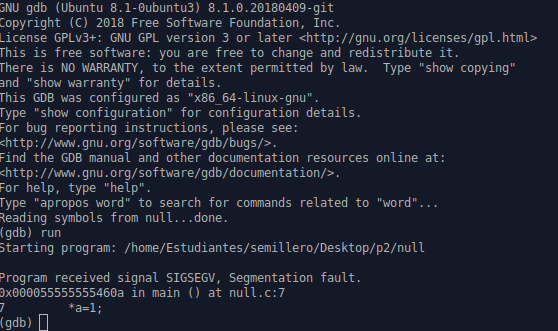 GNU gdb (Ubuntu 8.1-0ubuntu3) 8.1.0.20180409-git
Copyright (C) 2018 Free Software Foundation, Inc.
License GPLv3+: GNU GPL version 3 or later <http://gnu.org/licenses/gpl.html>
This is free software: you are free to change and redistribute it.
There is NO WARRANTY, to the extent permitted by law.  Type "show copying"
and "show warranty" for details.
This GDB was configured as "x86_64-linux-gnu".
Type "show configuration" for configuration details.
For bug reporting instructions, please see:
<http://www.gnu.org/software/gdb/bugs/>.
Find the GDB manual and other documentation resources online at:
<http://www.gnu.org/software/gdb/documentation/>.
For help, type "help".
Type "apropos word" to search for commands related to "word"...
Reading symbols from null...done.
(gdb) run
Starting program: /home/Estudiantes/semillero/Desktop/p2/null

Program received signal SIGSEGV, Segmentation fault.
0x000055555555460a in main () at null.c:7
7         *a=1;
(gdb)